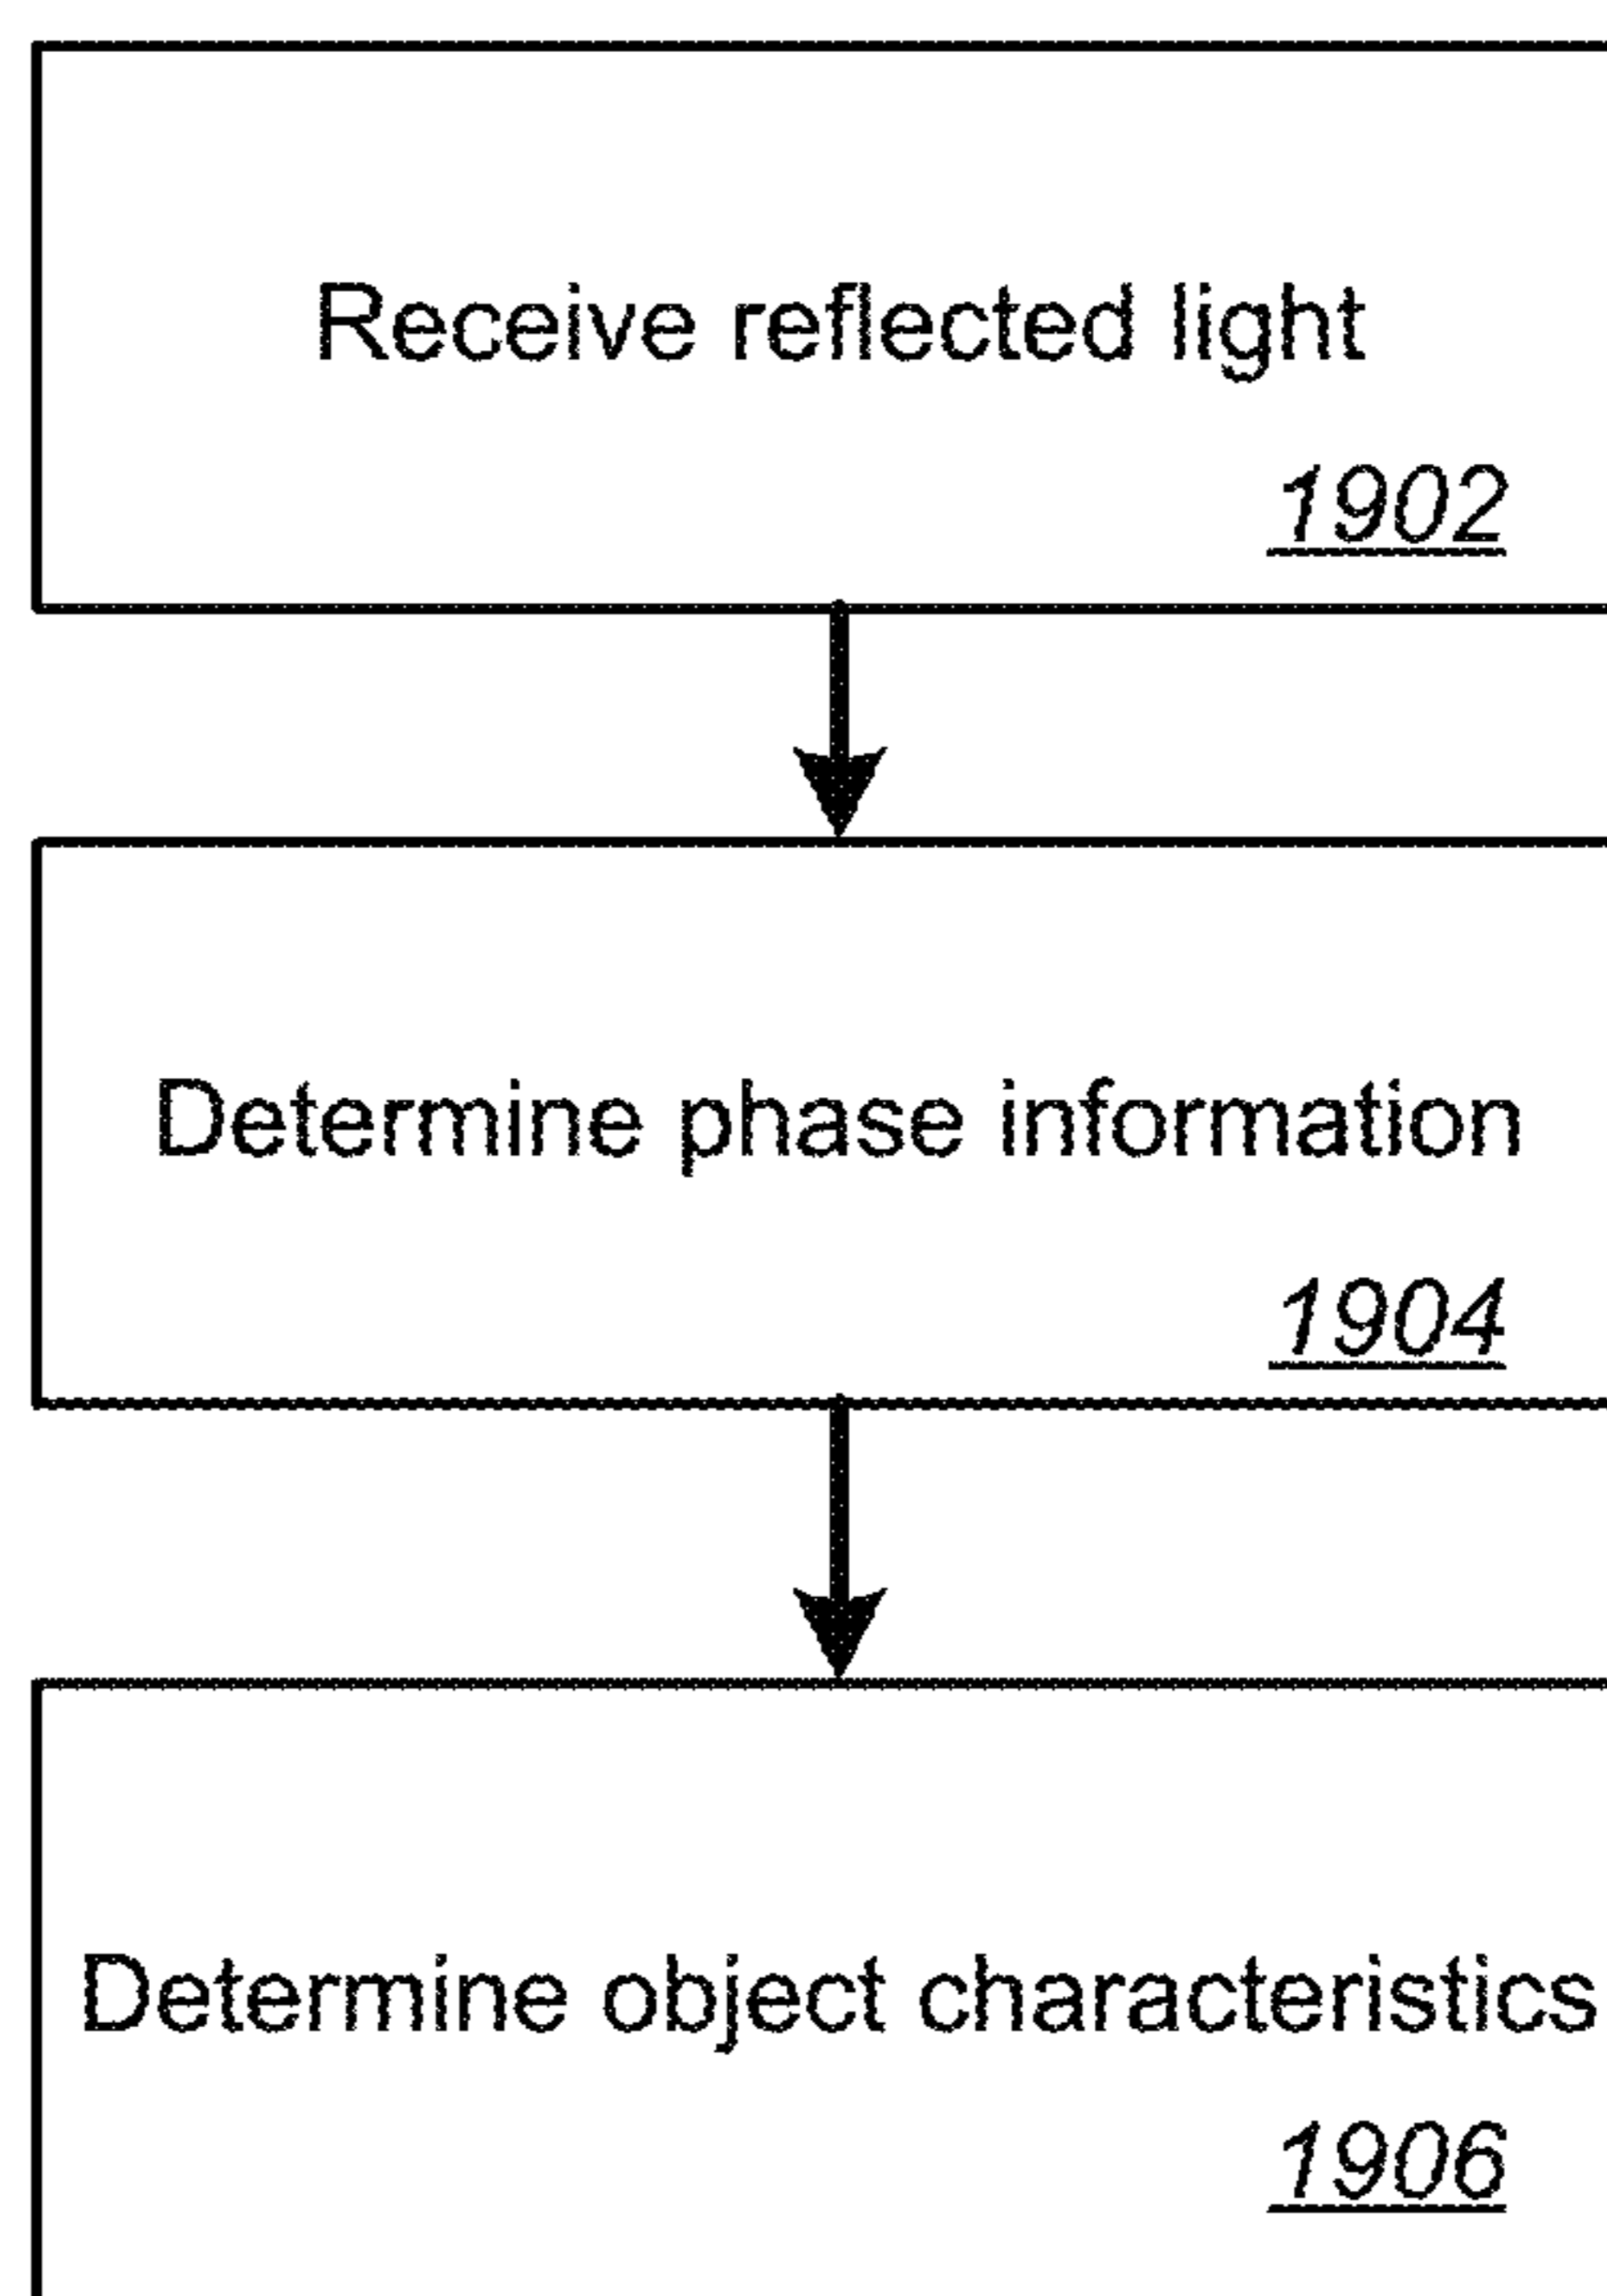 Receive reflected light
1902
Determine phase information
1904
Determine object characteristics
1906